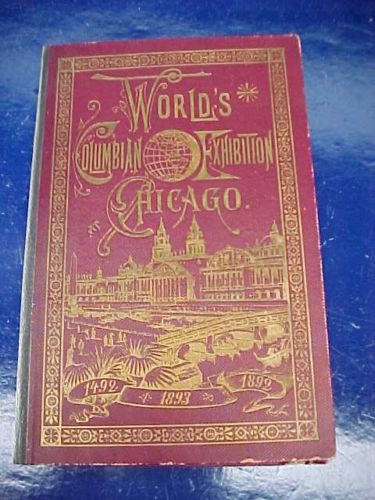 WORLD'S
COLUMBIAN EXHIBITION
CHICAGO.
1492 1893 1892